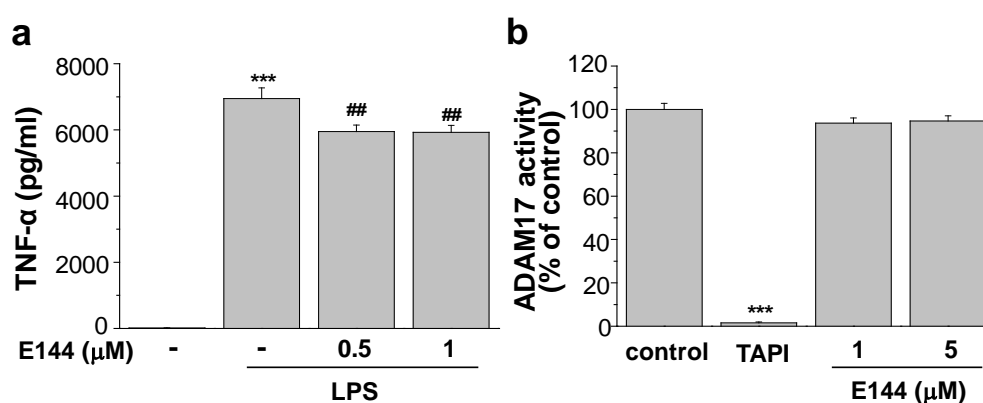 a
TNF-α (pg/ml)
8000
6000
4000
2000
0
***
##
##
E144 (μM)
- - 0.5 1
LPS
b
ADAM17 activity
(% of control)
120
100
80
60
40
20
0
***
control TAPI 1 5
E144 (μM)